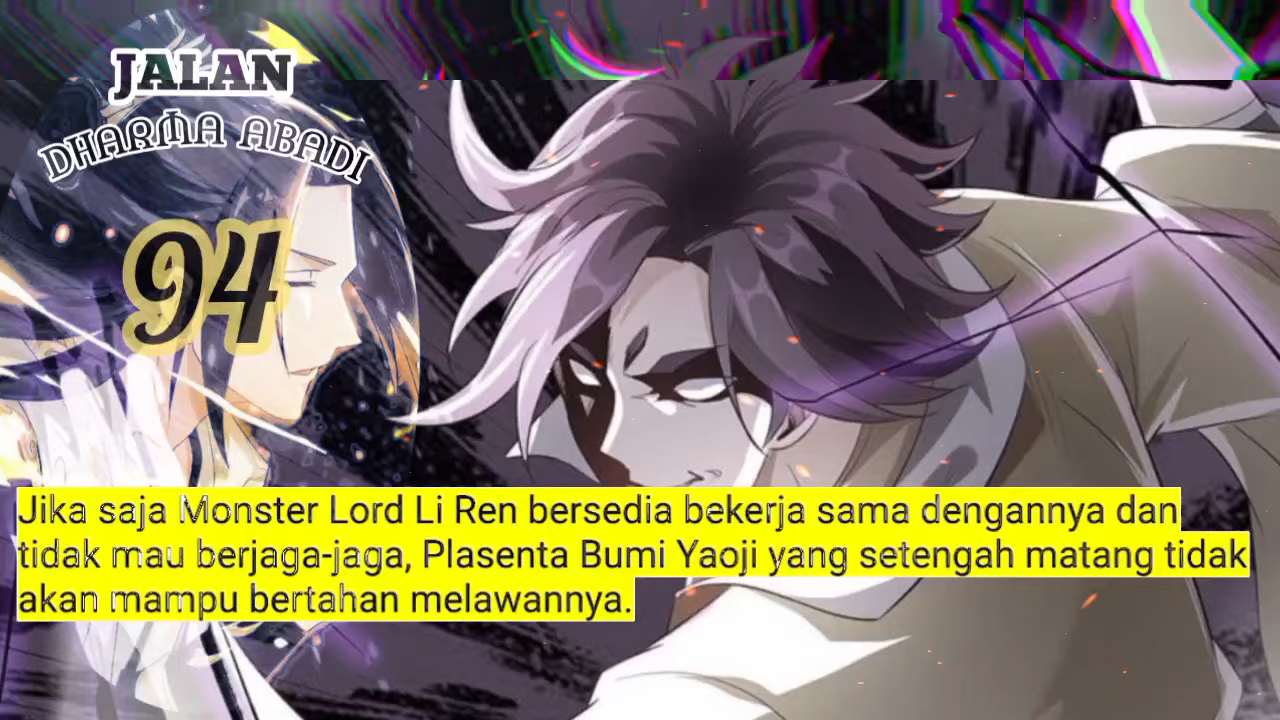 JALAN
DHARMA ABADI
94
Jika saja Monster Lord Li Ren bersedia bekerja sama dengannya dan
tidak mau berjaga-jaga, Plasenta Bumi Yaoji yang setengah matang tidak
akan mampu bertahan melawannya.